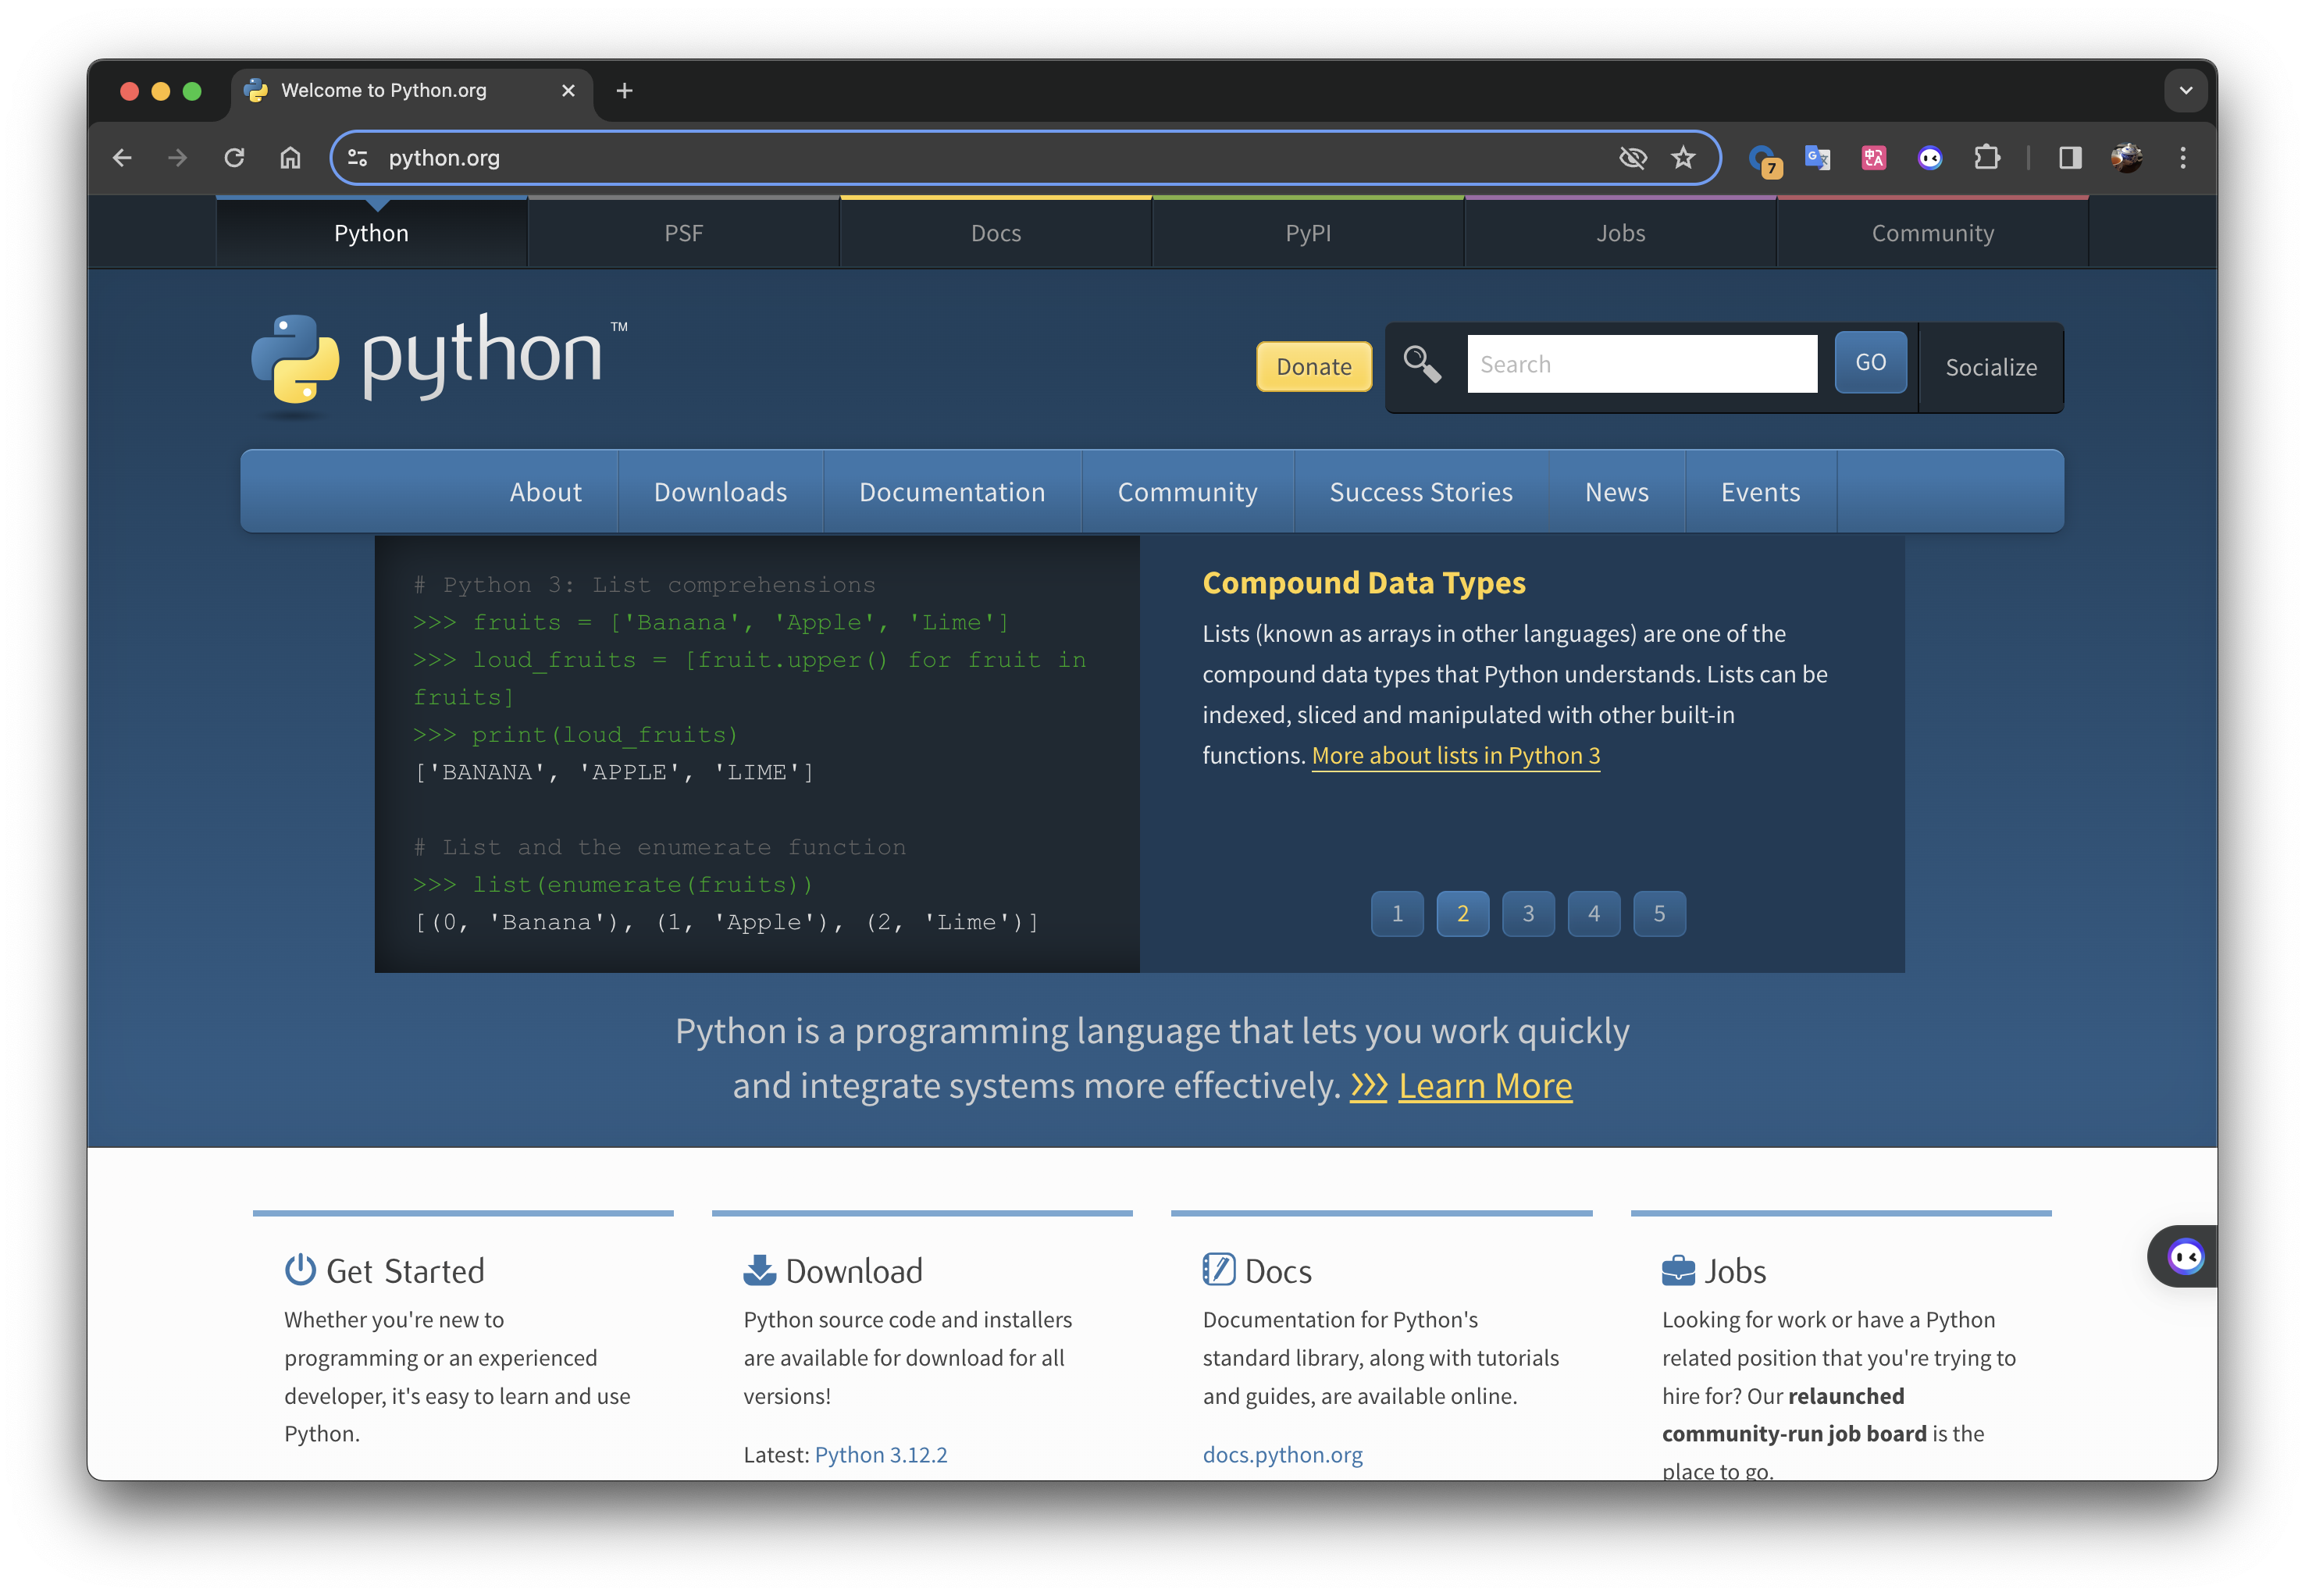 Welcome to Python.org
python.org
7
Python
PSF
Docs
PyPI
Jobs
Community
python™
Donate
Search
GO
Socialize
About
Downloads
Documentation
Community
Success Stories
News
Events
# Python 3: List comprehensions
>>> fruits = ['Banana', 'Apple', 'Lime']
>>> loud_fruits = [fruit.upper() for fruit in
fruits]
>>> print(loud_fruits)
['BANANA', 'APPLE', 'LIME']
# List and the enumerate function
>>> list(enumerate(fruits))
[(0, 'Banana'), (1, 'Apple'), (2, 'Lime')]
Compound Data Types
Lists (known as arrays in other languages) are one of the
compound data types that Python understands. Lists can be
indexed, sliced and manipulated with other built-in
functions. More about lists in Python 3
1
2
3
4
5
Python is a programming language that lets you work quickly
and integrate systems more effectively. >>> Learn More
Get Started
Whether you're new to
programming or an experienced
developer, it's easy to learn and use
Python.
Download
Python source code and installers
are available for download for all
versions!
Latest: Python 3.12.2
Docs
Documentation for Python's
standard library, along with tutorials
and guides, are available online.
docs.python.org
Jobs
Looking for work or have a Python
related position that you're trying to
hire for? Our relaunched
community-run job board is the
place to go.